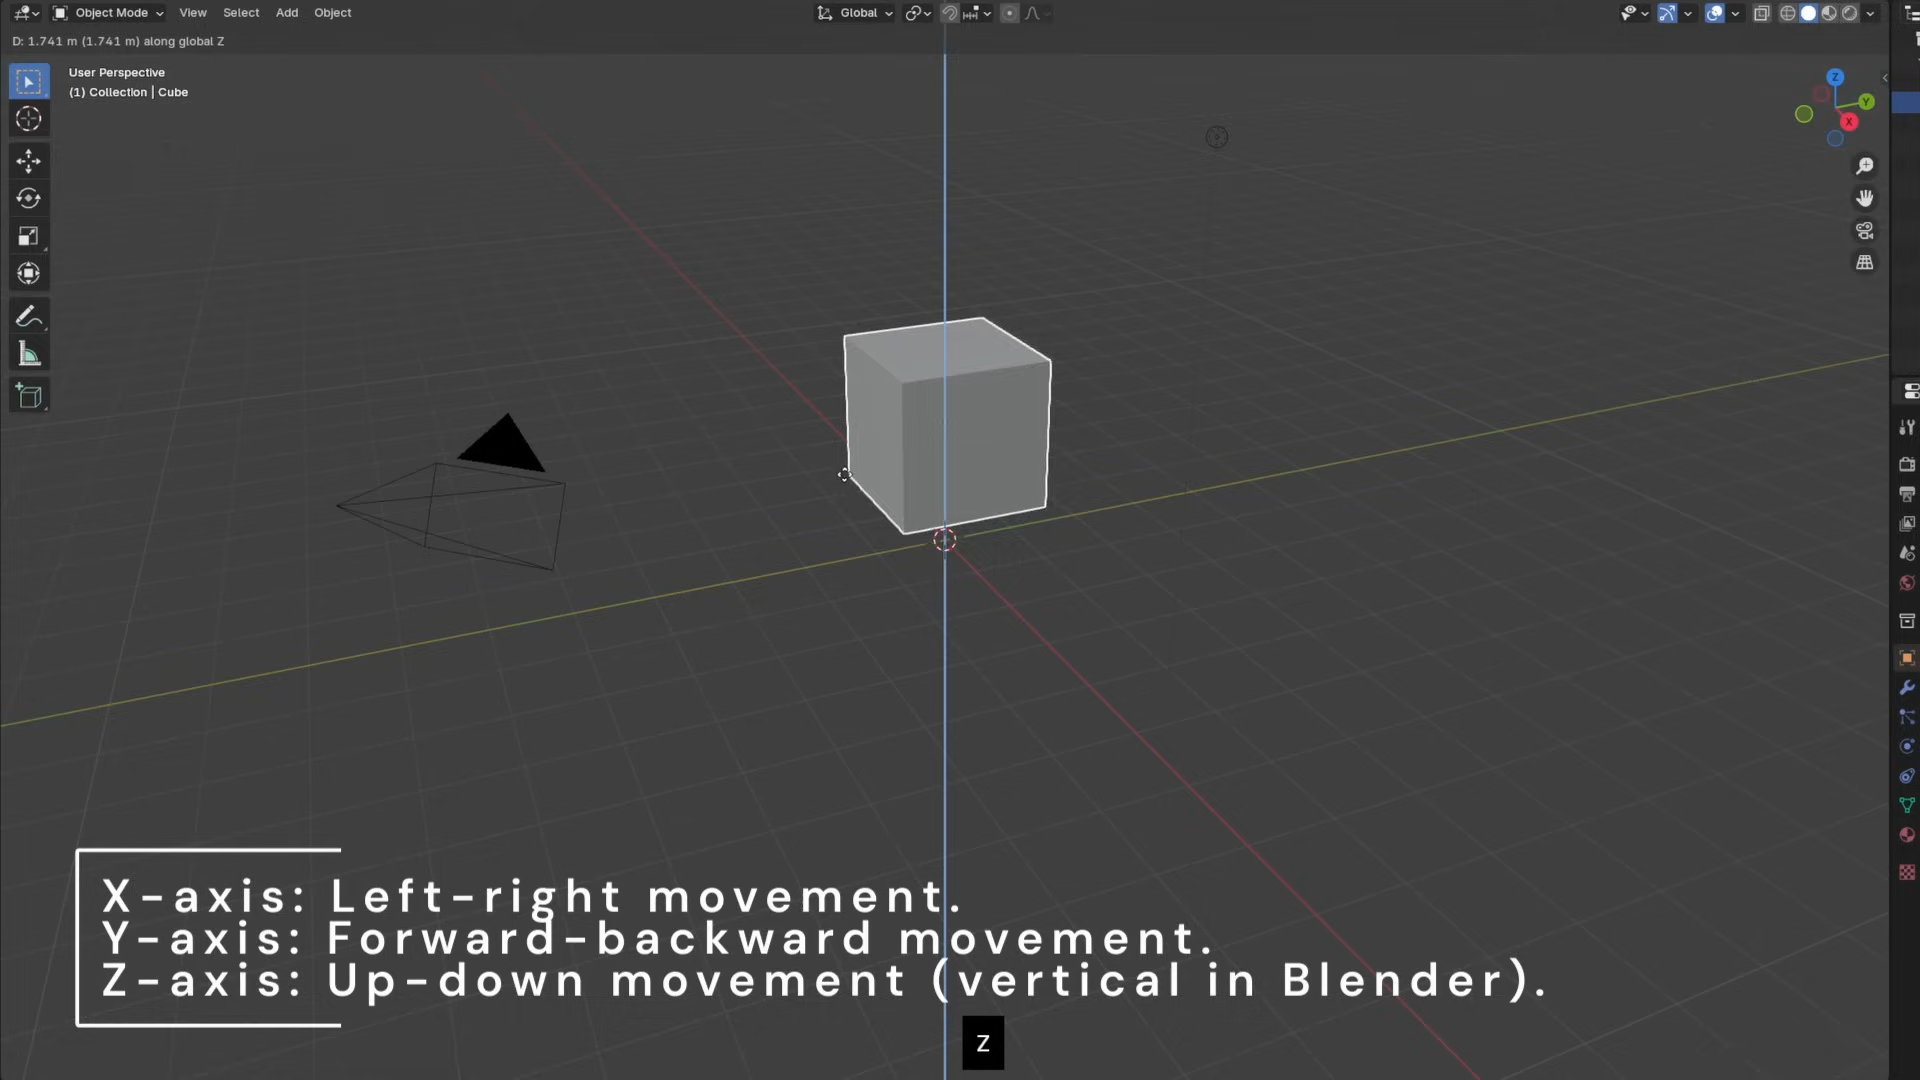 Object Mode View Select Add Object Global
D: 1.741 m (1.741 m) along global Z
User Perspective
(1) Collection | Cube
Z
Y
X
X-axis: Left-right movement.
Y-axis: Forward-backward movement.
Z-axis: Up-down movement (vertical in Blender).
Z